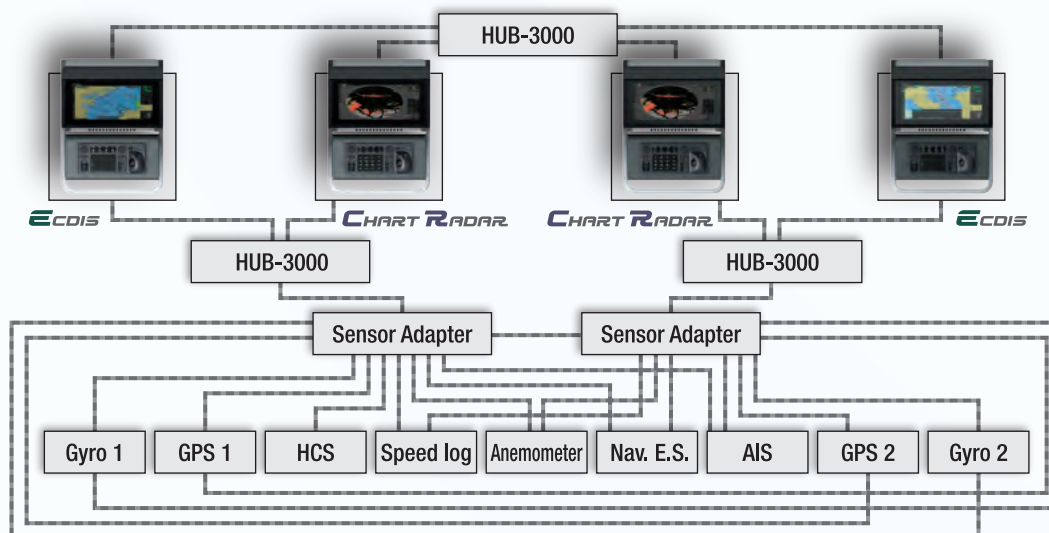 HUB-3000
ECDIS
CHART RADAR
CHART RADAR
ECDIS
HUB-3000
HUB-3000
Sensor Adapter
Sensor Adapter
Gyro 1
GPS 1
HCS
Speed log
Anemometer
Nav. E.S.
AIS
GPS 2
Gyro 2